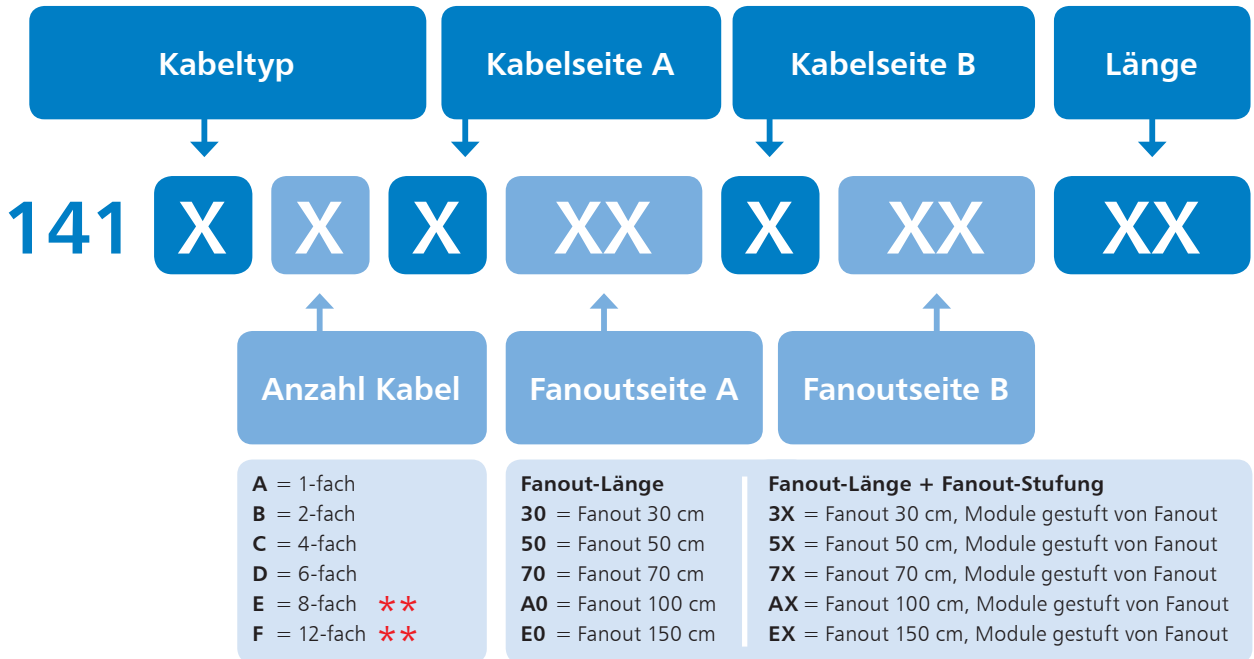 Kabeltyp Kabelseite A Kabelseite B Länge
141 X X X XX X XX XX
Anzahl Kabel Fanoutseite A Fanoutseite B
A = 1-fach
B = 2-fach
C = 4-fach
D = 6-fach
E = 8-fach **
F = 12-fach **
Fanout-Länge
30 = Fanout 30 cm
50 = Fanout 50 cm
70 = Fanout 70 cm
A0 = Fanout 100 cm
E0 = Fanout 150 cm
Fanout-Länge + Fanout-Stufung
3X = Fanout 30 cm, Module gestuft von Fanout
5X = Fanout 50 cm, Module gestuft von Fanout
7X = Fanout 70 cm, Module gestuft von Fanout
AX = Fanout 100 cm, Module gestuft von Fanout
EX = Fanout 150 cm, Module gestuft von Fanout